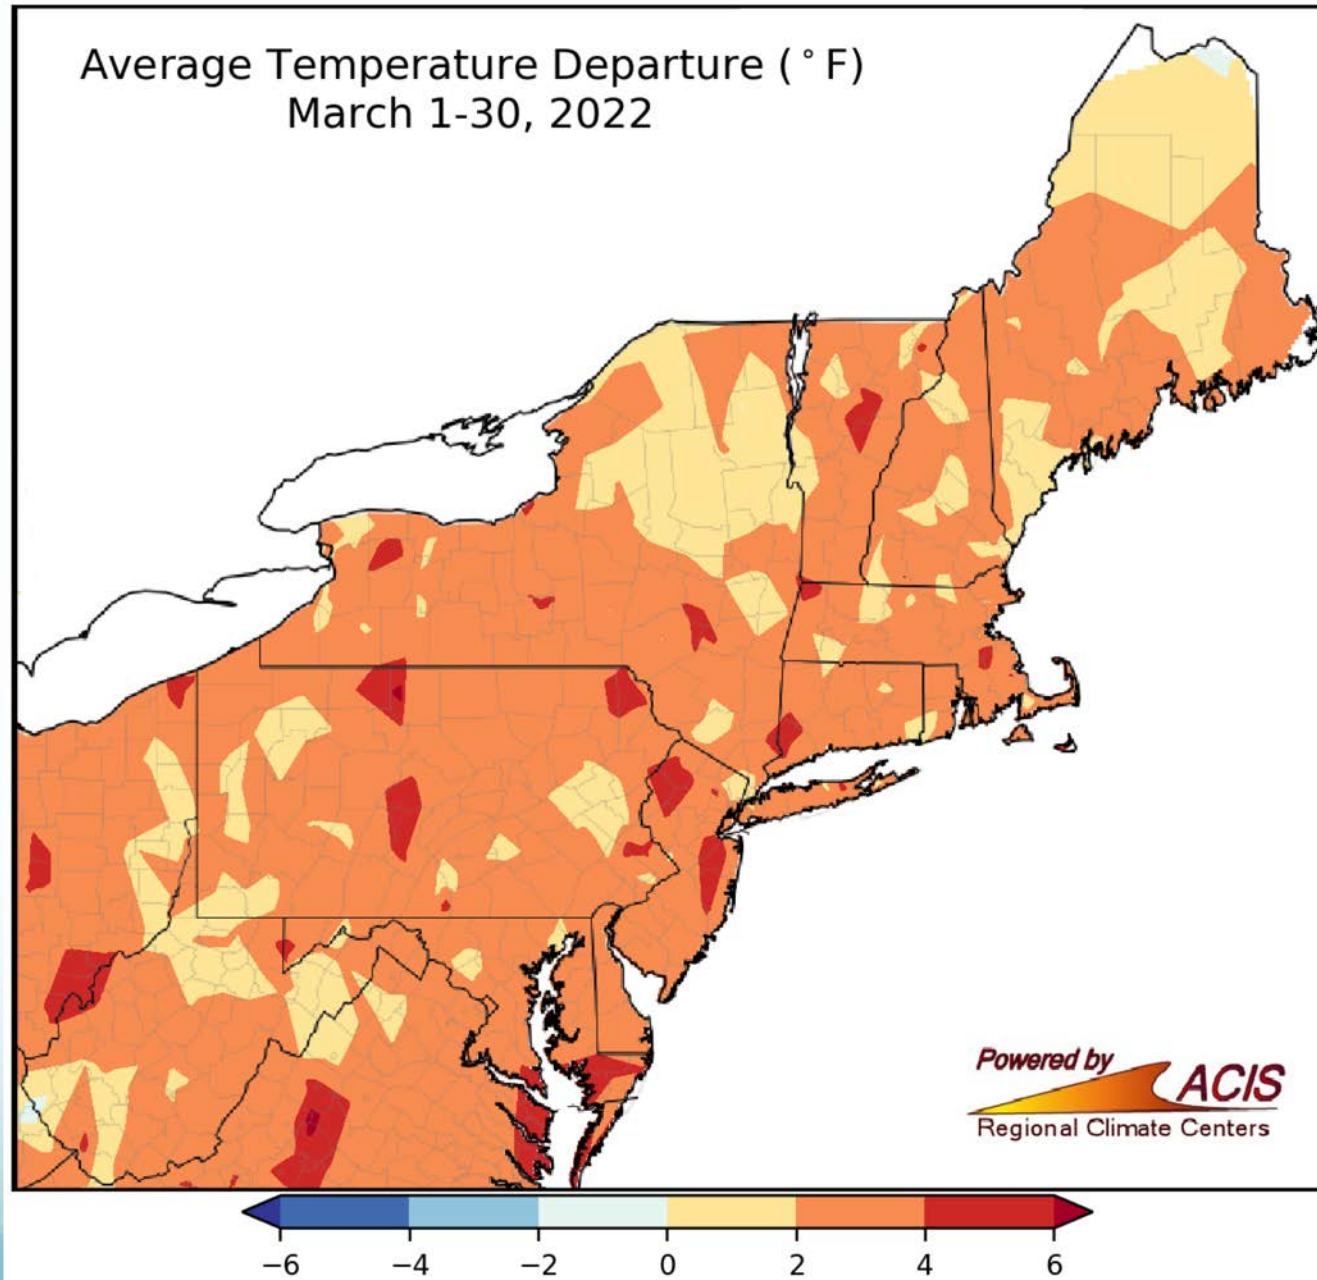 Average Temperature Departure (°F)
March 1-30, 2022
Powered by
ACIS
Regional Climate Centers
−6 −4 −2 0 2 4 6